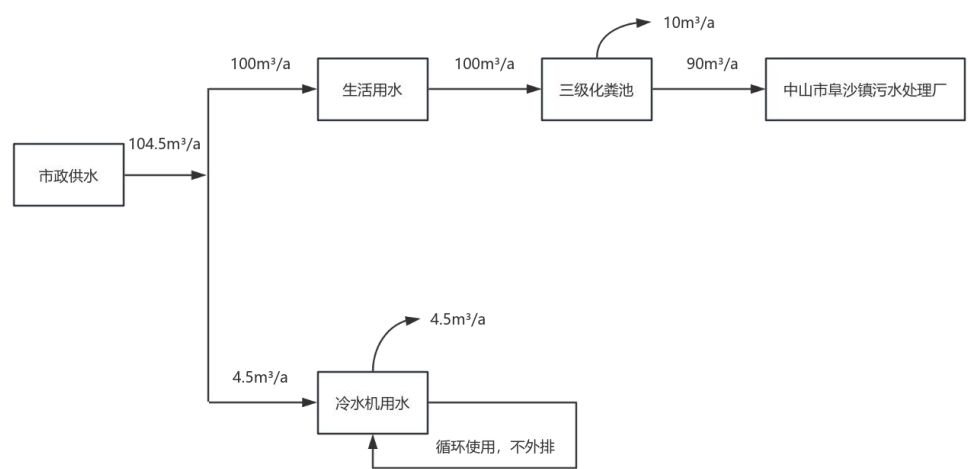 10m³/a
100m³/a
100m³/a
90m³/a
生活用水
三级化粪池
中山市阜沙镇污水处理厂
104.5m³/a
市政供水
4.5m³/a
4.5m³/a
冷水机用水
循环使用，不外排